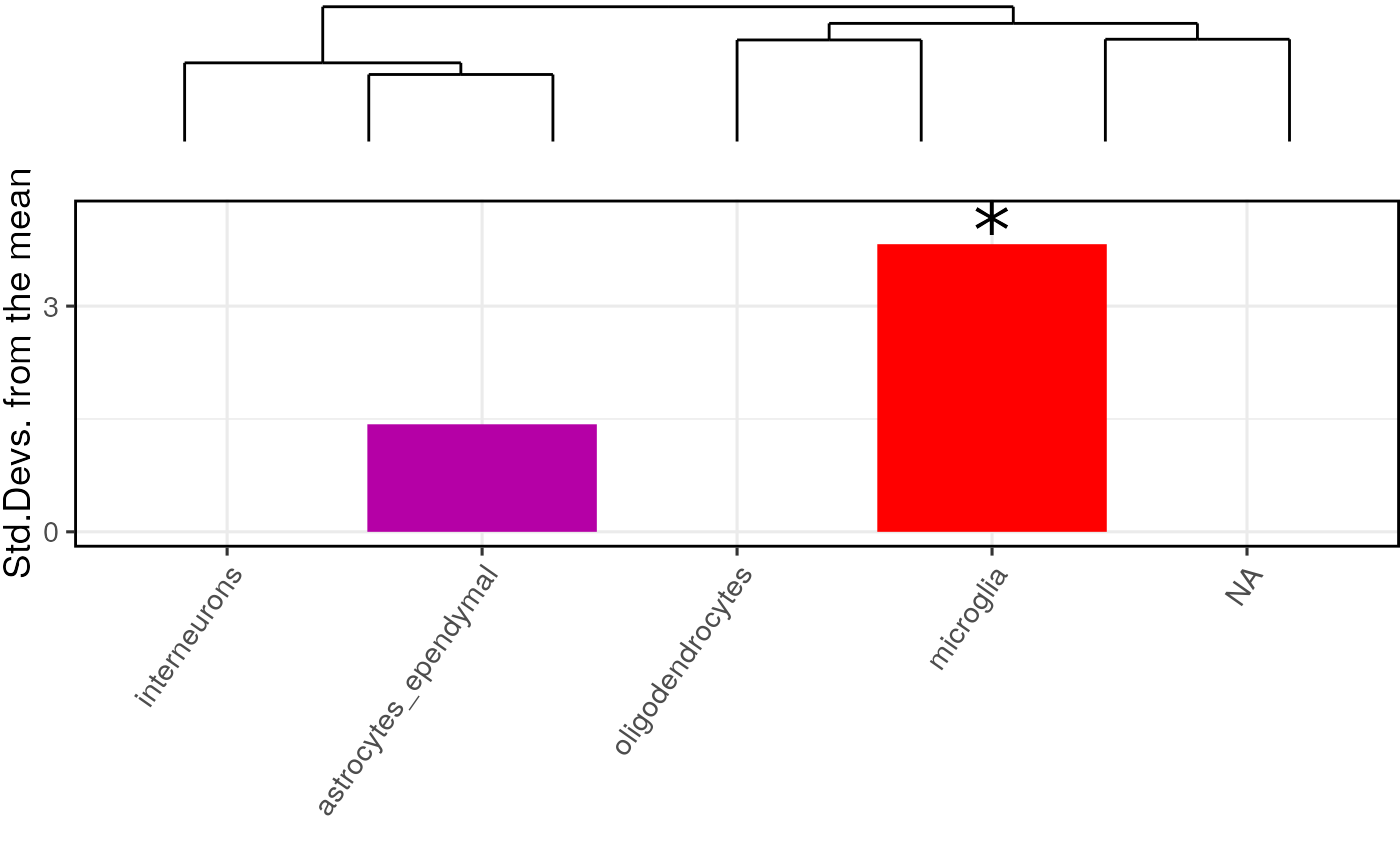 Std.Devs. from the mean
3
0
*
interneurons
astrocytes_ependymal
oligodendrocytes
microglia
NA